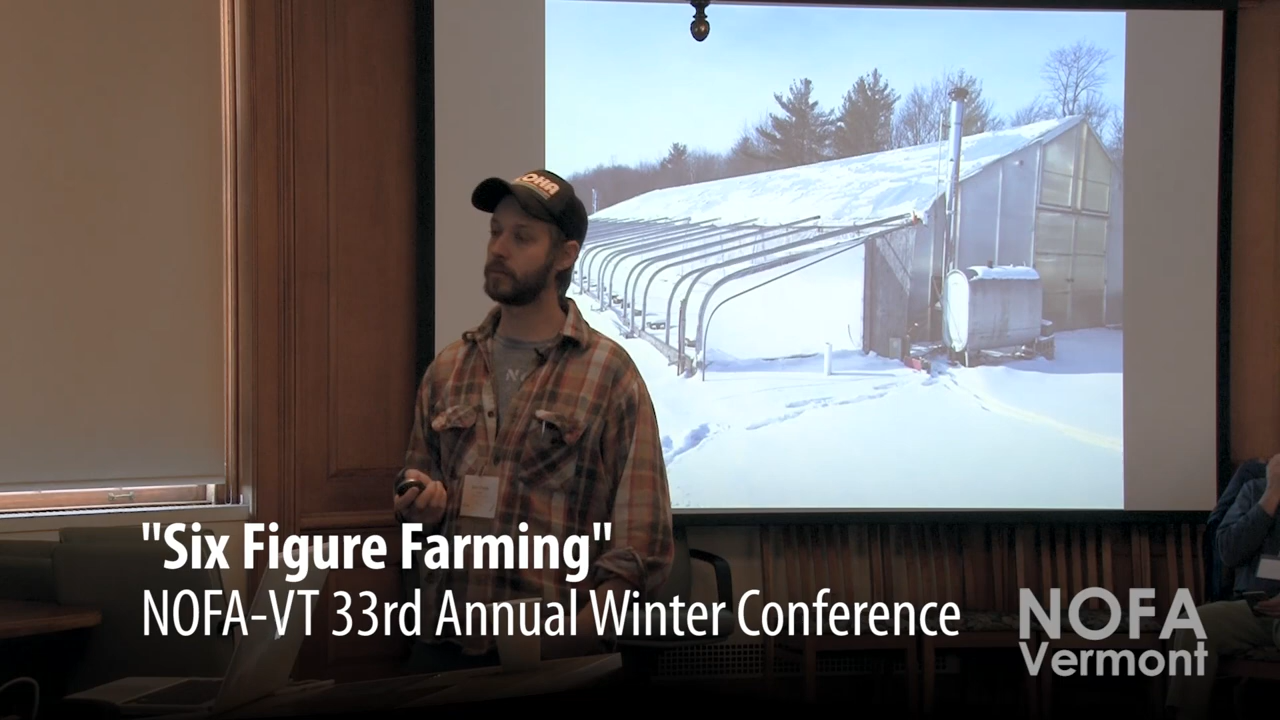 "Six Figure Farming"
NOFA-VT 33rd Annual Winter Conference
NOFA
Vermont